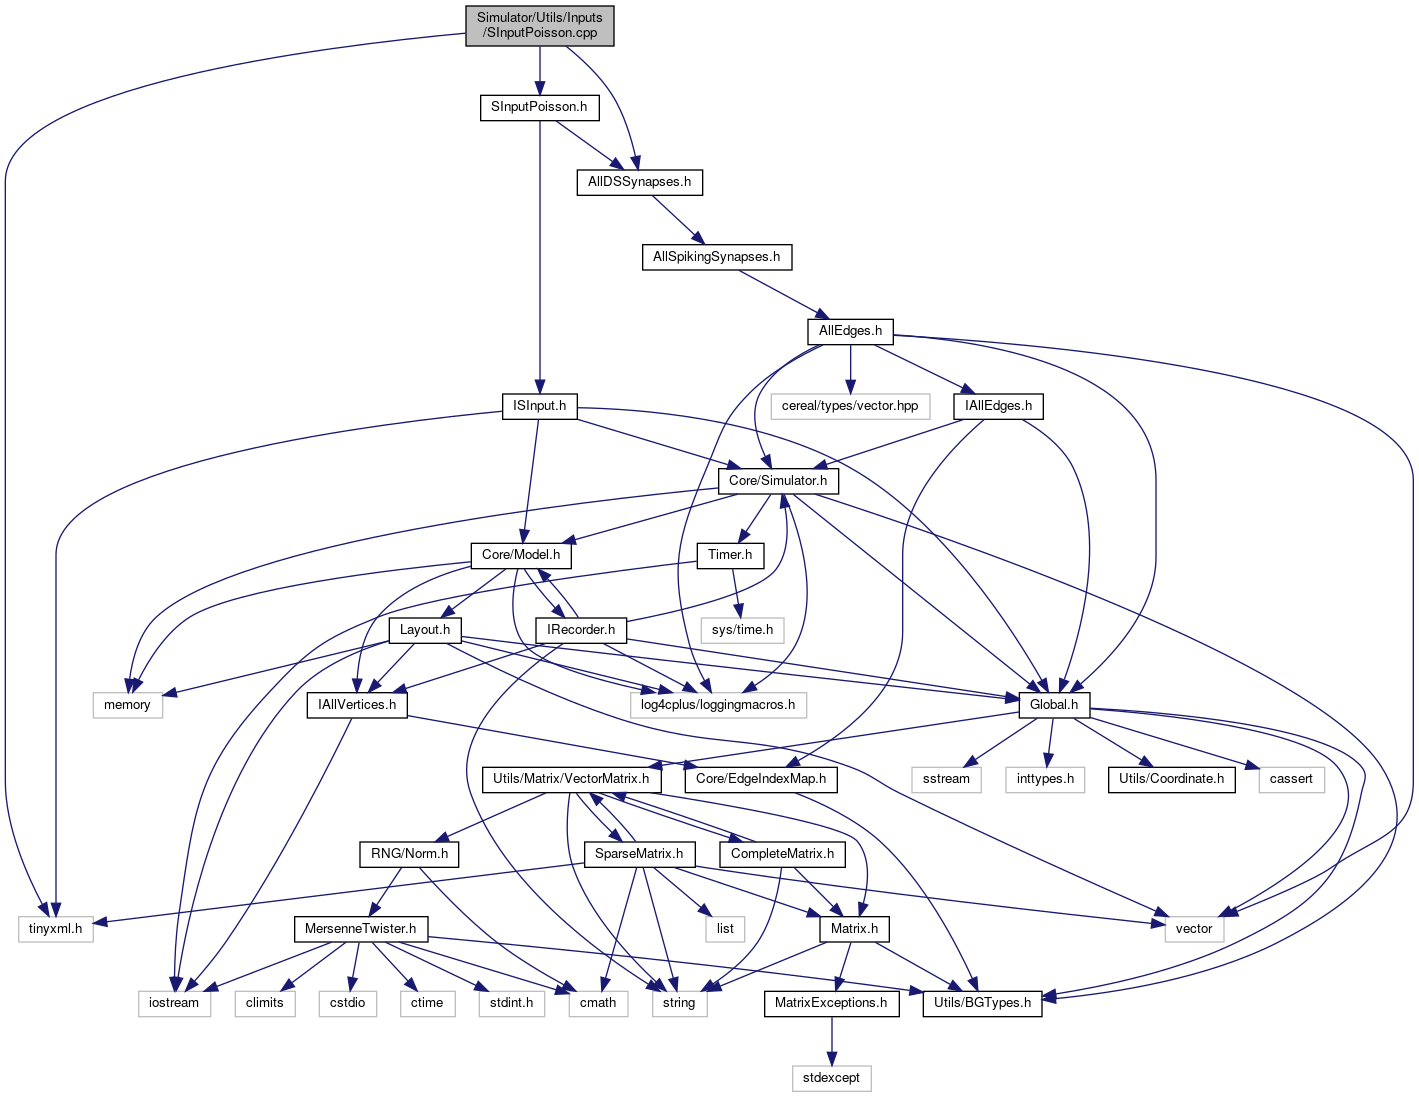 Simulator/Utils/Inputs
/SInputPoisson.cpp
SInputPoisson.h
AllDSSynapses.h
AllSpikingSynapses.h
AllEdges.h
ISInput.h
cereal/types/vector.hpp
IAllEdges.h
Core/Simulator.h
Core/Model.h
Timer.h
Layout.h
IRecorder.h
sys/time.h
memory
IAllVertices.h
log4cplus/loggingmacros.h
Global.h
Utils/Matrix/VectorMatrix.h
Core/EdgeIndexMap.h
sstream
inttypes.h
Utils/Coordinate.h
cassert
RNG/Norm.h
SparseMatrix.h
CompleteMatrix.h
tinyxml.h
MersenneTwister.h
list
Matrix.h
vector
iostream
climits
cstdio
ctime
stdint.h
cmath
string
MatrixExceptions.h
Utils/BGTypes.h
stdexcept